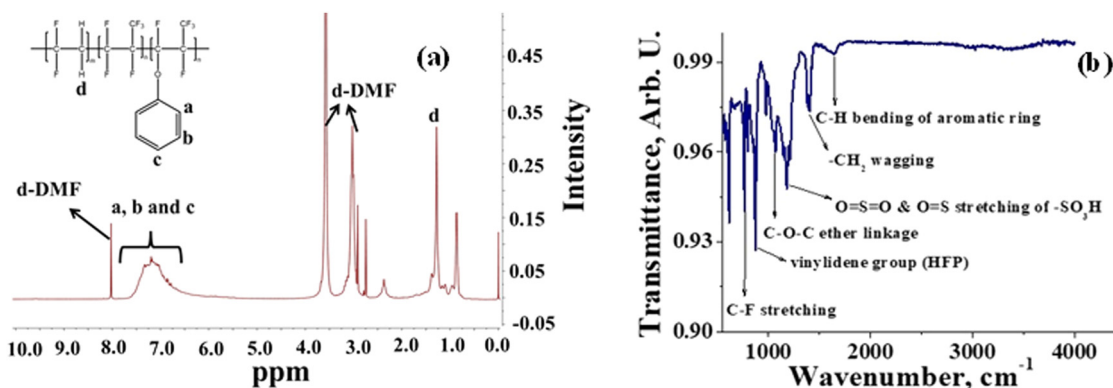 F H F CF₃ F CF₃
C C C C C C
F H F F O F
m n n
d
a
b
c
(a)
d-DMF
d
d-DMF
a, b and c
0.45
0.35
0.25
0.15
0.05
-0.05
Intensity
10.0 9.0 8.0 7.0 6.0 5.0 4.0 3.0 2.0 1.0 0.0
ppm
(b)
0.99
0.96
0.93
0.90
Transmittance, Arb. U.
C-H bending of aromatic ring
-CH₂ wagging
O=S=O & O=S stretching of -SO₃H
C-O-C ether linkage
vinylidene group (HFP)
C-F stretching
1000 2000 3000 4000
Wavenumber, cm⁻¹